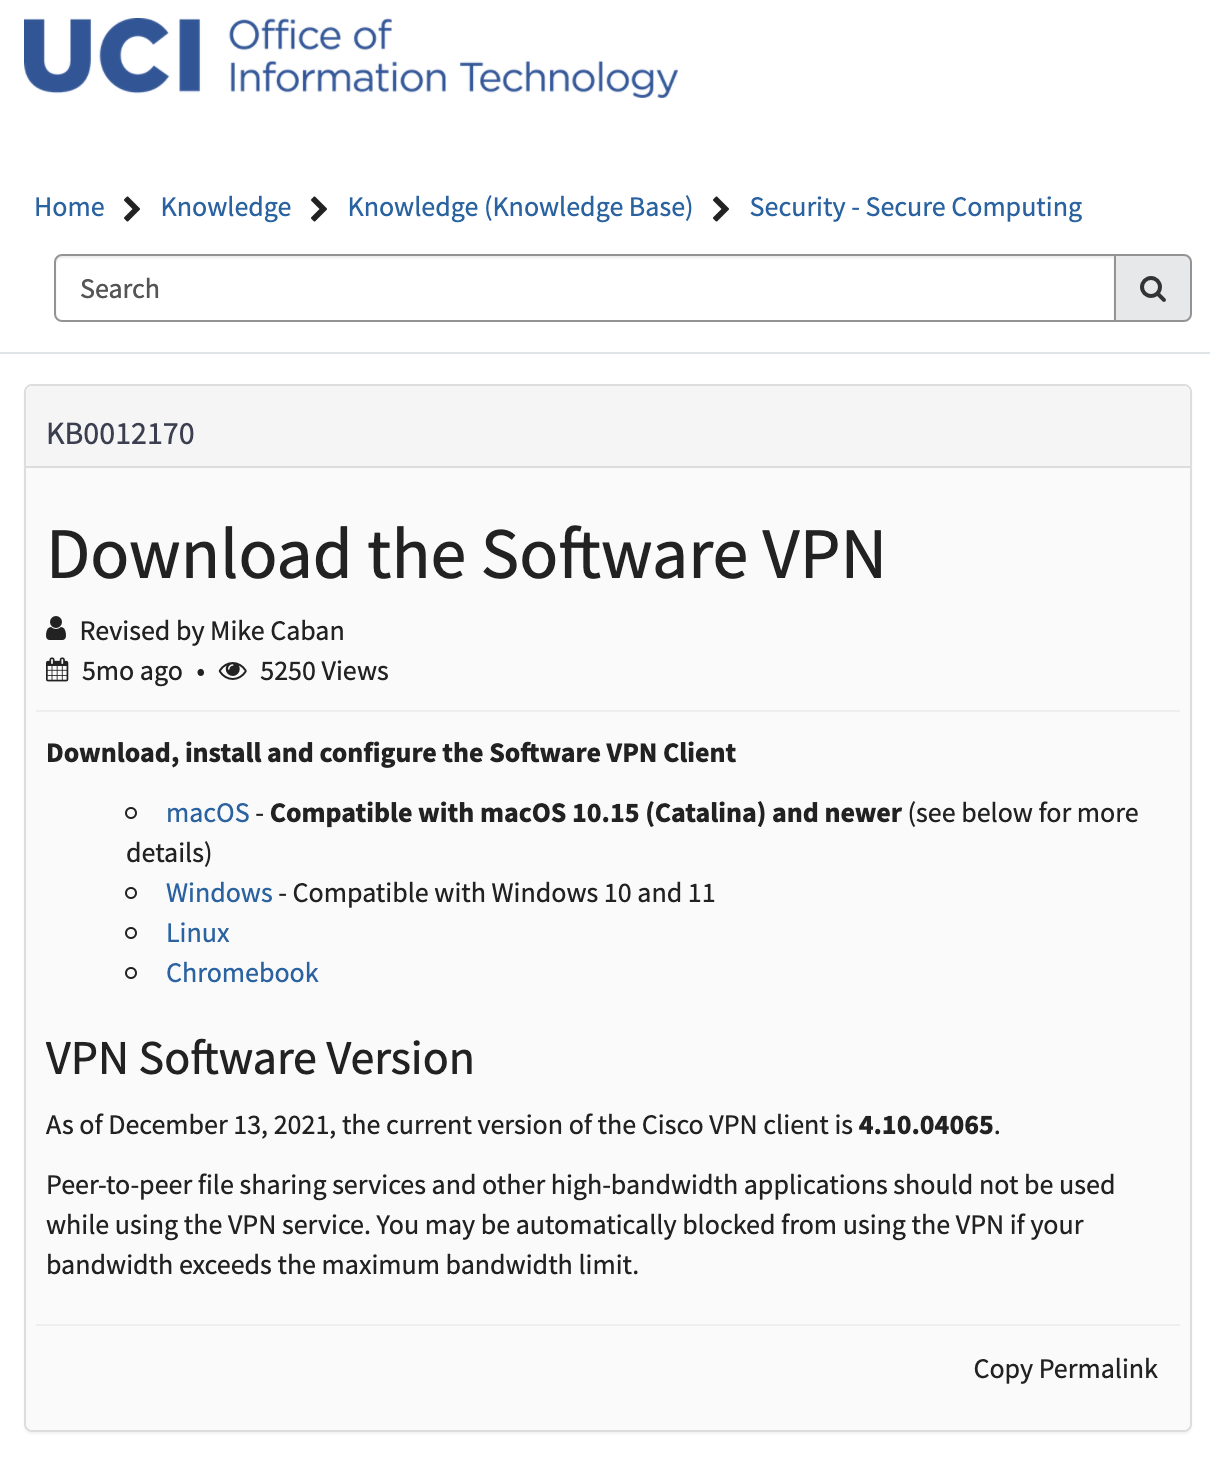 UCI Office of
Information Technology
Home > Knowledge > Knowledge (Knowledge Base) > Security - Secure Computing
Search
KB0012170
Download the Software VPN
Revised by Mike Caban
5mo ago • 5250 Views
Download, install and configure the Software VPN Client
macOS - Compatible with macOS 10.15 (Catalina) and newer (see below for more
details)
Windows - Compatible with Windows 10 and 11
Linux
Chromebook
VPN Software Version
As of December 13, 2021, the current version of the Cisco VPN client is 4.10.04065.
Peer-to-peer file sharing services and other high-bandwidth applications should not be used
while using the VPN service. You may be automatically blocked from using the VPN if your
bandwidth exceeds the maximum bandwidth limit.
Copy Permalink